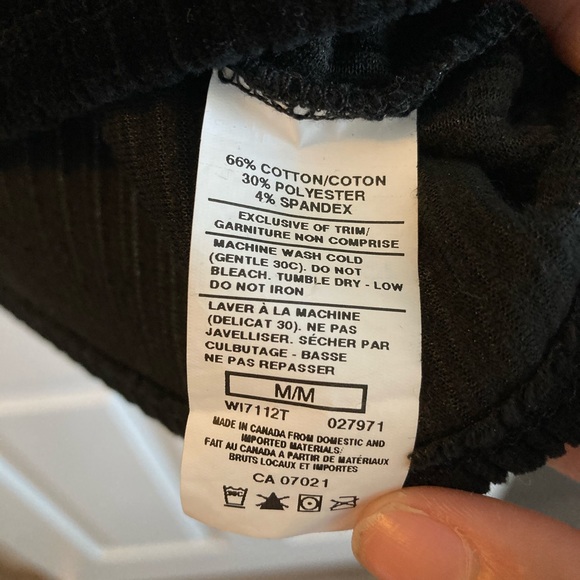 66% COTTON/COTON
30% POLYESTER
4% SPANDEX
EXCLUSIVE OF TRIM/
GARNITURE NON COMPRISE
MACHINE WASH COLD
(GENTLE 30C). DO NOT
BLEACH. TUMBLE DRY - LOW
DO NOT IRON
LAVER À LA MACHINE
(DELICAT 30). NE PAS
JAVELLISER. SÉCHER PAR
CULBUTAGE - BASSE
NE PAS REPASSER
M/M
WI7112T 027971
MADE IN CANADA FROM DOMESTIC AND
IMPORTED MATERIALS/
FAIT AU CANADA A PARTIR DE MATÉRIAUX
BRUTS LOCAUX ET IMPORTES
CA 07021
30C